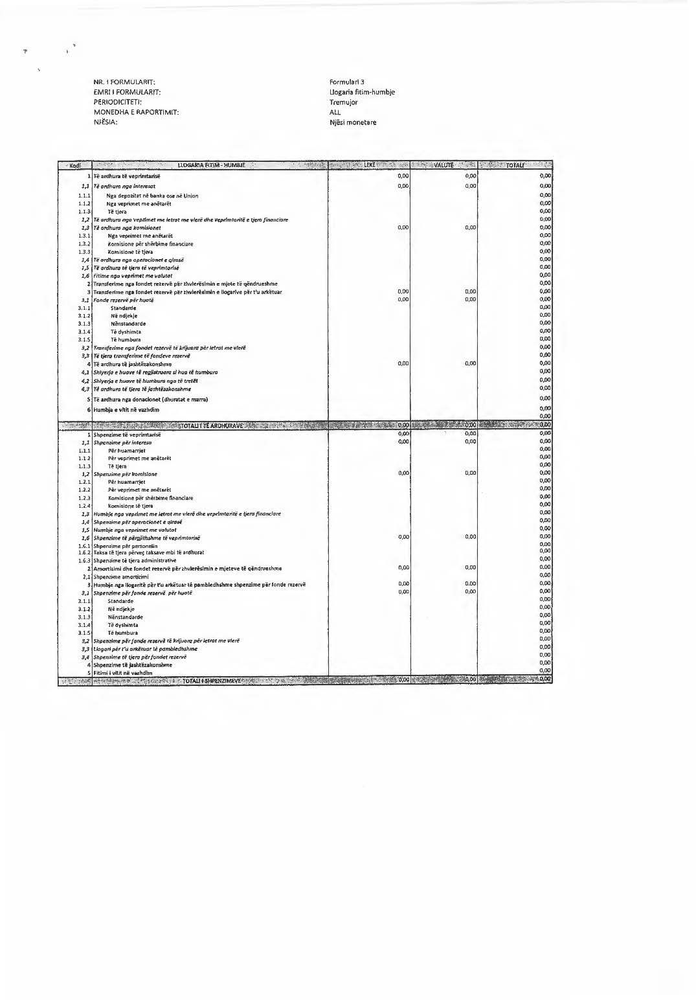 NR. I FORMULARIT: Formulari 3
EMRI I FORMULARIT: Llogaria fitim-humbje
PERIODICITETI: Tremujor
MONEDHA E RAPORTIMIT: ALL
NJËSIA: Njësi monetare
Kodi LLOGARIA FITIM - HUMBJE LEKË VALUTË TOTALI
1 Të ardhura të veprimtarisë 0,00 0,00 0,00
1,1 Të ardhura nga interesat 0,00 0,00 0,00
1.1.1 Nga depozitat në banka ose në Union 0,00
1.1.2 Nga veprimet me anëtarët 0,00
1.1.3 Të tjera 0,00
1,2 Të ardhura nga veprimet me letrat me vlerë dhe veprimtaritë e tjera financiare 0,00
1,3 Të ardhura nga komisionet 0,00 0,00 0,00
1.3.1 Nga veprimet me anëtarët 0,00
1.3.2 Komisione për shërbime financiare 0,00
1.3.3 Komisione të tjera 0,00
1,4 Të ardhura nga operacionet e qirasë 0,00
1,5 Të ardhura të tjera të veprimtarisë 0,00
1,6 Fitime nga veprimet me valutat 0,00
2 Transferime nga fondet rezervë për zhvlerësimin e mjete të qëndrueshme 0,00
3 Transferime nga fondet rezervë për zhvlerësimin e llogarive për t'u arkëtuar 0,00 0,00 0,00
3,1 Fonde rezervë për huatë 0,00 0,00 0,00
3.1.1 Standarde 0,00
3.1.2 Në ndjekje 0,00
3.1.3 Nënstandarde 0,00
3.1.4 Të dyshimta 0,00
3.1.5 Të humbura 0,00
3,2 Transferime nga fondet rezervë të krijuara për letrat me vlerë 0,00
3,3 Të tjera transferime të fondeve rezervë 0,00
4 Të ardhura të jashtëzakonshme 0,00 0,00 0,00
4,1 Shlyerja e huave të regjistruara si hua të humbura 0,00
4,2 Shlyerja e huave të humbura nga të tretët 0,00
4,3 Të ardhura të tjera të jashtëzakonshme 0,00
5 Të ardhura nga donacionet (dhuratat e marra) 0,00
6 Humbja e vitit në vazhdim 0,00
0,00
TOTALI I TË ARDHURAVE 0,00 0,00 0,00
1 Shpenzime të veprimtarisë 0,00 0,00 0,00
1,1 Shpenzime për interesa 0,00 0,00 0,00
1.1.1 Për huamarrjet 0,00
1.1.2 Për veprimet me anëtarët 0,00
1.1.3 Të tjera 0,00
1,2 Shpenzime për komisione 0,00 0,00 0,00
1.2.1 Për huamarrjet 0,00
1.2.2 Për veprimet me anëtarët 0,00
1.2.3 Komisione për shërbime financiare 0,00
1.2.4 Komisione të tjera 0,00
1,3 Humbje nga veprimet me letrat me vlerë dhe veprimtaritë e tjera financiare 0,00
1,4 Shpenzime për operacionet e qirasë 0,00
1,5 Humbje nga veprimet me valutat 0,00
1,6 Shpenzime të përgjithshme të veprimtarisë 0,00 0,00 0,00
1.6.1 Shpenzime për personelin 0,00
1.6.2 Taksa të tjera përveç taksave mbi të ardhurat 0,00
1.6.3 Shpenzime të tjera administrative 0,00
2 Amortizimi dhe fondet rezervë për zhvlerësimin e mjeteve të qëndrueshme 0,00 0,00 0,00
2,1 Shpenzime amortizimi 0,00
3 Humbje nga llogaritë për t'u arkëtuar të pambledhshme shpenzime për fonde rezervë 0,00 0,00 0,00
3,1 Shpenzime për fonde rezervë për huatë 0,00 0,00 0,00
3.1.1 Standarde 0,00
3.1.2 Në ndjekje 0,00
3.1.3 Nënstandarde 0,00
3.1.4 Të dyshimta 0,00
3.1.5 Të humbura 0,00
3,2 Shpenzime për fonde rezervë të krijuara për letrat me vlerë 0,00
3,3 Llogari për t'u arkëtuar të pambledhshme 0,00
3,4 Shpenzime të tjera për fondet rezervë 0,00
4 Shpenzime të jashtëzakonshme 0,00
5 Fitimi i vitit në vazhdim 0,00
TOTALI I SHPENZIMEVE 0,00 0,00 0,00